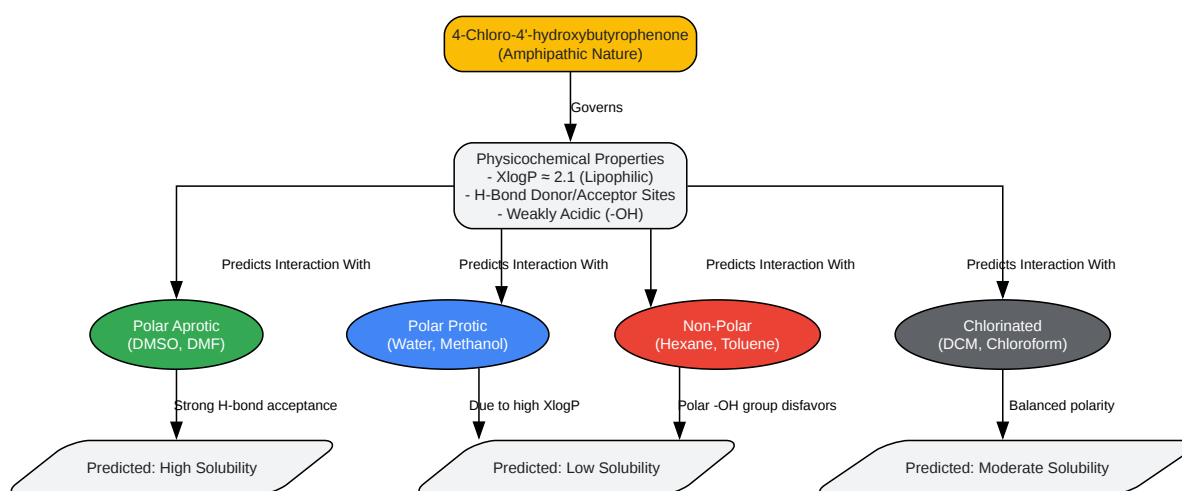 4-Chloro-4'-hydroxybutyrophenone
(Amphipathic Nature)
Governs
Physicochemical Properties
- XlogP ≈ 2.1 (Lipophilic)
- H-Bond Donor/Acceptor Sites
- Weakly Acidic (-OH)
Predicts Interaction With
Predicts Interaction With
Predicts Interaction With
Predicts Interaction With
Polar Aprotic
(DMSO, DMF)
Polar Protic
(Water, Methanol)
Non-Polar
(Hexane, Toluene)
Chlorinated
(DCM, Chloroform)
Strong H-bond acceptance
Due to high XlogP
Polar -OH group disfavors
Balanced polarity
Predicted: High Solubility
Predicted: Low Solubility
Predicted: Moderate Solubility